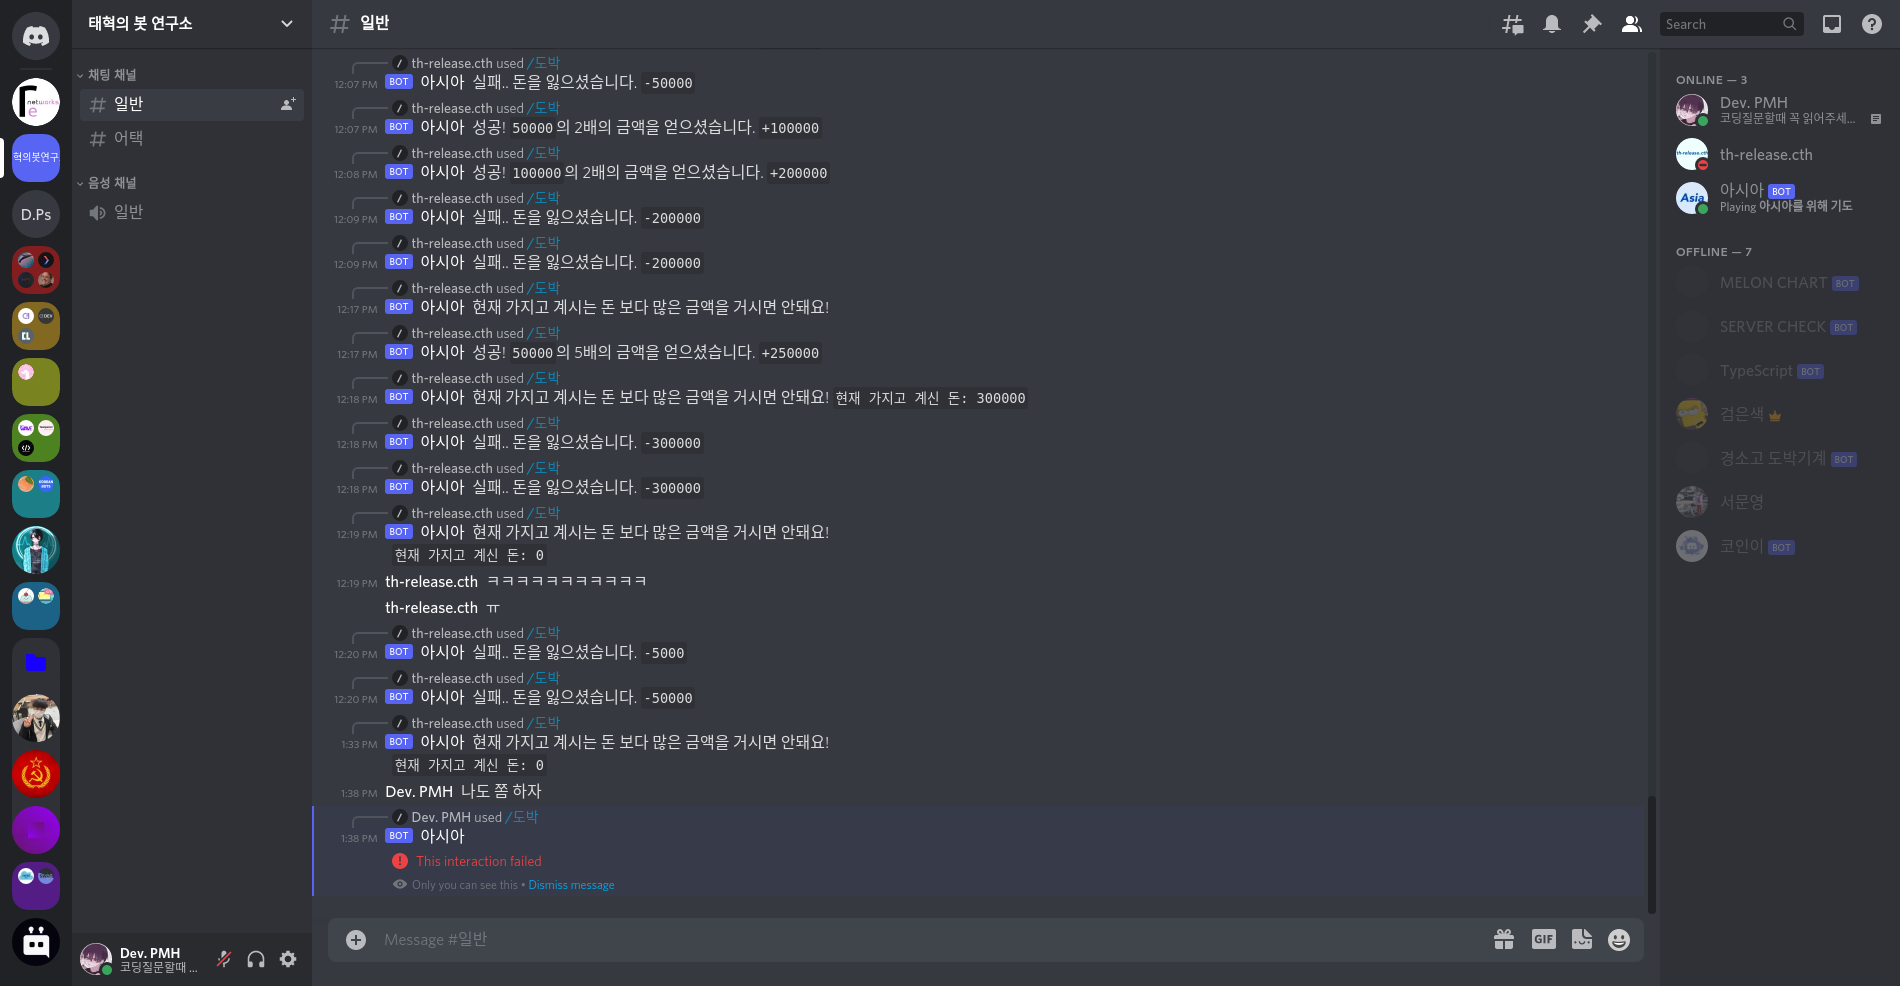 태혁의 봇 연구소
# 일반
Search
networks
혁의봇연구
D.Ps
채팅 채널
일반
어택
음성 채널
일반
/ th-release.cth used /도박
12:07 PM BOT 아시아 실패.. 돈을 잃으셨습니다. -50000
/ th-release.cth used /도박
12:07 PM BOT 아시아 성공! 50000의 2배의 금액을 얻으셨습니다. +100000
/ th-release.cth used /도박
12:08 PM BOT 아시아 성공! 100000의 2배의 금액을 얻으셨습니다. +200000
/ th-release.cth used /도박
12:09 PM BOT 아시아 실패.. 돈을 잃으셨습니다. -200000
/ th-release.cth used /도박
12:09 PM BOT 아시아 실패.. 돈을 잃으셨습니다. -200000
/ th-release.cth used /도박
12:17 PM BOT 아시아 현재 가지고 계시는 돈 보다 많은 금액을 거시면 안돼요!
/ th-release.cth used /도박
12:17 PM BOT 아시아 성공! 50000의 5배의 금액을 얻으셨습니다. +250000
/ th-release.cth used /도박
12:18 PM BOT 아시아 현재 가지고 계시는 돈 보다 많은 금액을 거시면 안돼요! 현재 가지고 계신 돈: 300000
/ th-release.cth used /도박
12:18 PM BOT 아시아 실패.. 돈을 잃으셨습니다. -300000
/ th-release.cth used /도박
12:18 PM BOT 아시아 실패.. 돈을 잃으셨습니다. -300000
/ th-release.cth used /도박
12:19 PM BOT 아시아 현재 가지고 계시는 돈 보다 많은 금액을 거시면 안돼요!
현재 가지고 계신 돈: 0
12:19 PM th-release.cth ㅋㅋㅋㅋㅋㅋㅋㅋㅋㅋㅋ
th-release.cth ㅠ
/ th-release.cth used /도박
12:20 PM BOT 아시아 실패.. 돈을 잃으셨습니다. -5000
/ th-release.cth used /도박
12:20 PM BOT 아시아 실패.. 돈을 잃으셨습니다. -50000
/ th-release.cth used /도박
1:33 PM BOT 아시아 현재 가지고 계시는 돈 보다 많은 금액을 거시면 안돼요!
현재 가지고 계신 돈: 0
1:38 PM Dev. PMH 나도 쫌 하자
/ Dev. PMH used /도박
1:38 PM BOT 아시아
This interaction failed
Only you can see this • Dismiss message
Message #일반
GIF
Dev. PMH
코딩질문할때 ...
ONLINE — 3
Dev. PMH
코딩질문할때 꼭 읽어주세...
th-release.cth
th-release.cth
Asia
아시아 BOT
Playing 아시아를 위해 기도
OFFLINE — 7
MELON CHART BOT
SERVER CHECK BOT
TypeScript BOT
검은색
경소고 도박기계 BOT
서문영
코인이 BOT